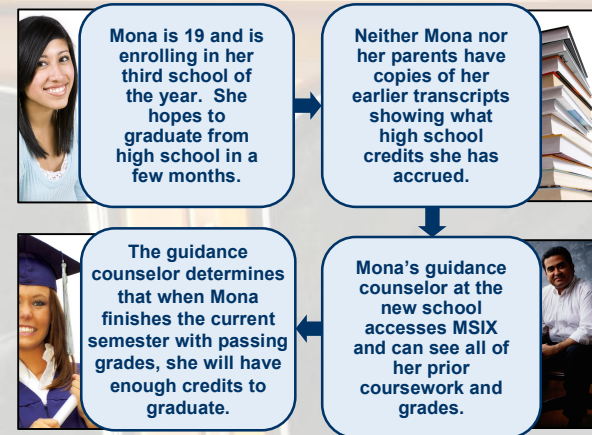 Mona is 19 and is
enrolling in her
third school of
the year. She
hopes to
graduate from
high school in a
few months.
Neither Mona nor
her parents have
copies of her
earlier transcripts
showing what
high school
credits she has
accrued.
Mona's guidance
counselor at the
new school
accesses MSIX
and can see all of
her prior
coursework and
grades.
The guidance
counselor determines
that when Mona
finishes the current
semester with passing
grades, she will have
enough credits to
graduate.